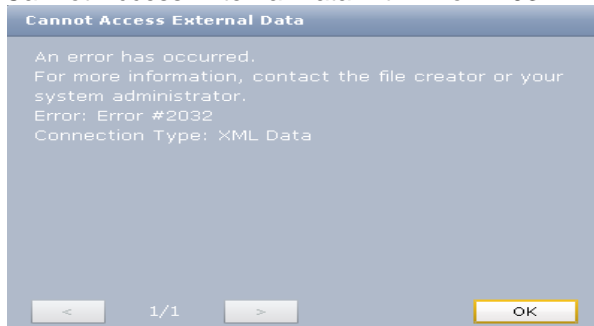 Cannot Access External Data
An error has occurred.
For more information, contact the file creator or your
system administrator.
Error: Error #2032
Connection Type: XML Data
< 1/1 > OK